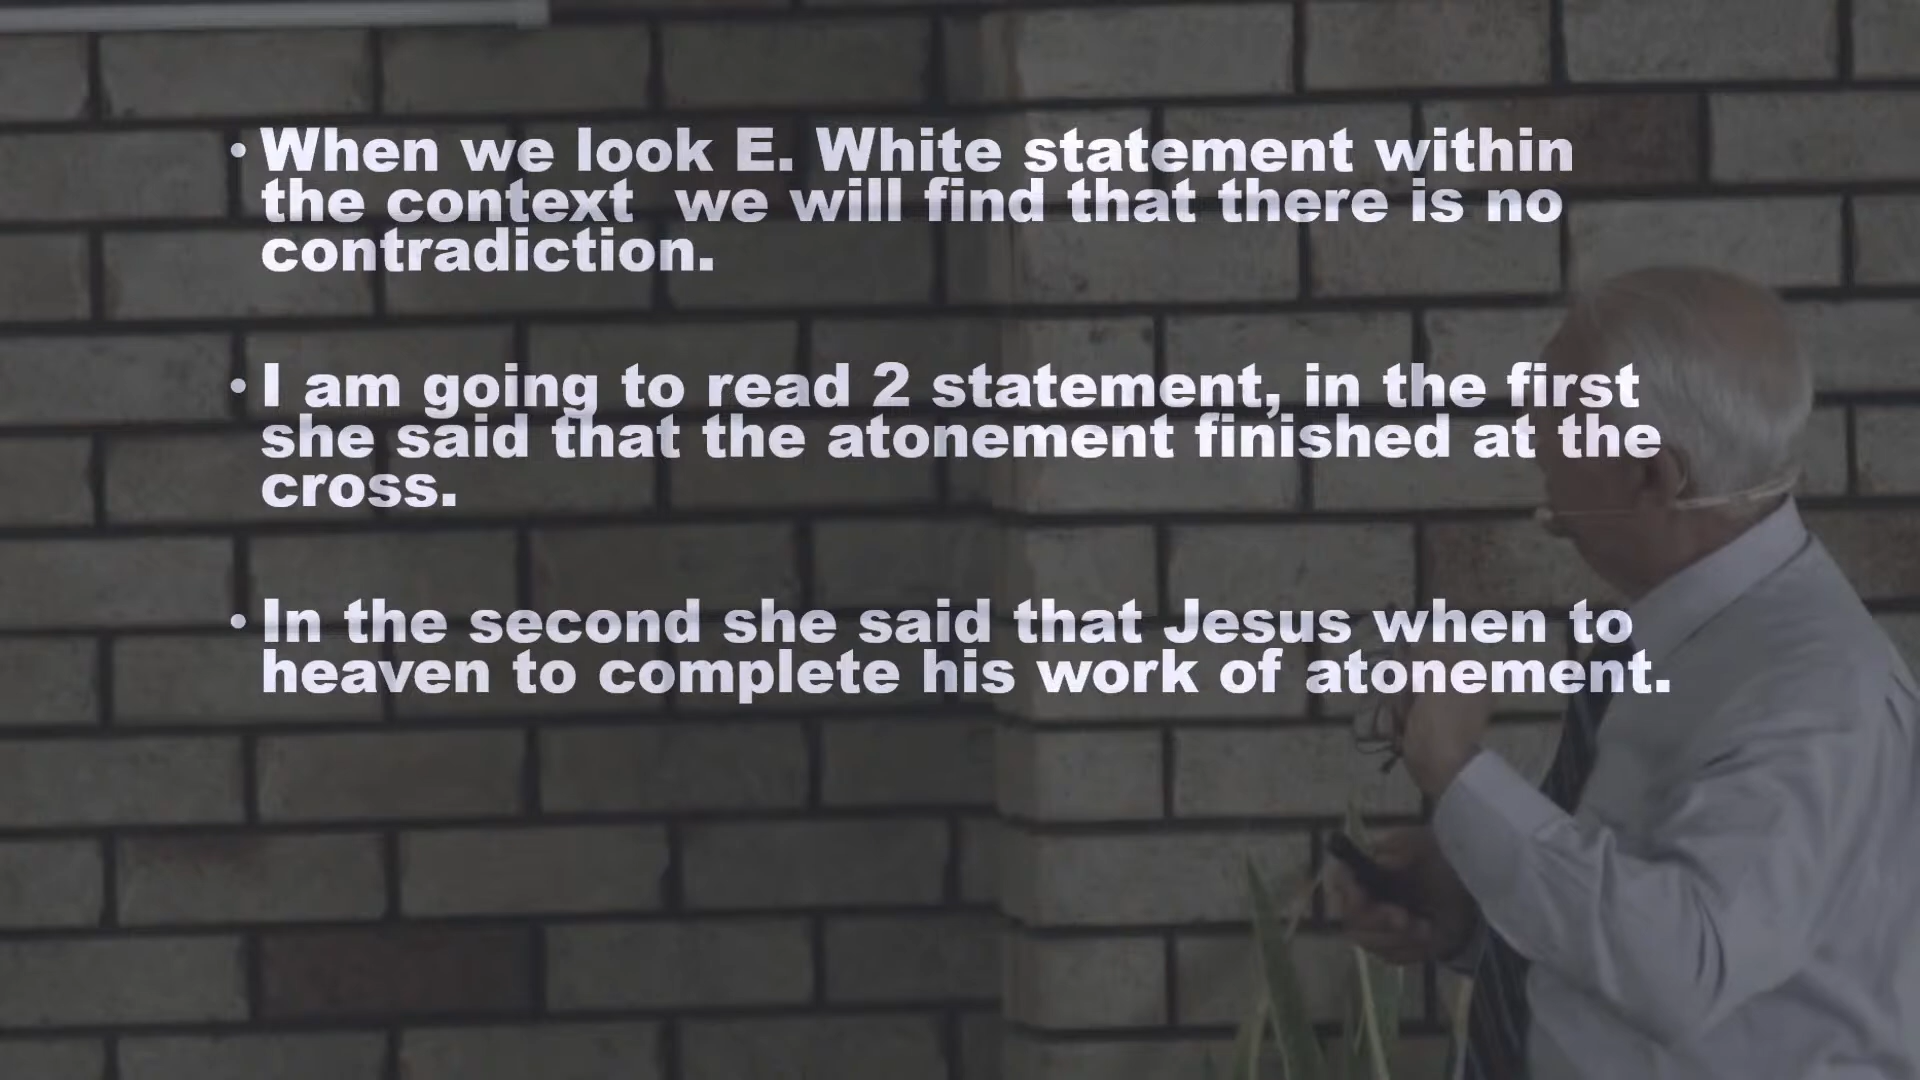 • When we look E. White statement within
the context  we will find that there is no
contradiction.
• I am going to read 2 statement, in the first
she said that the atonement finished at the
cross.
• In the second she said that Jesus when to
heaven to complete his work of atonement.